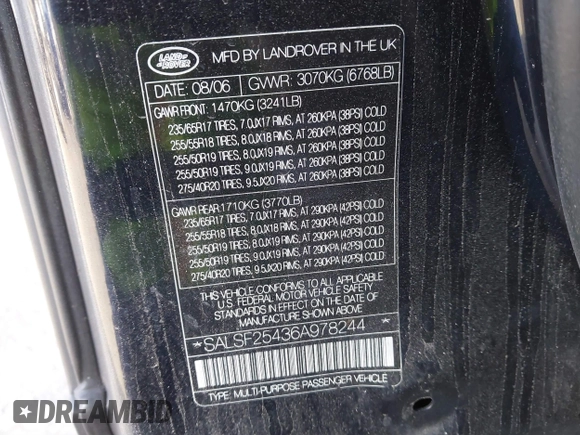 LAND-
-ROVER
MFD BY LANDROVER IN THE UK
DATE: 08/06 GVWR: 3070KG (6768LB)
GAWR FRONT: 1470KG (3241LB)
235/65R17 TIRES, 7.0JX17 RIMS, AT 260KPA (38PSI) COLD
255/55R18 TIRES, 8.0JX18 RIMS, AT 260KPA (38PSI) COLD
255/50R19 TIRES, 8.0JX19 RIMS, AT 260KPA (38PSI) COLD
255/50R19 TIRES, 9.0JX19 RIMS, AT 260KPA (38PSI) COLD
275/40R20 TIRES, 9.5JX20 RIMS, AT 260KPA (38PSI) COLD
GAWR REAR:1710KG (3770LB)
235/65R17 TIRES, 7.0JX17 RIMS, AT 290KPA (42PSI) COLD
255/55R18 TIRES, 8.0JX18 RIMS, AT 290KPA (42PSI) COLD
255/50R19 TIRES, 8.0JX19 RIMS, AT 290KPA (42PSI) COLD
255/50R19 TIRES, 9.0JX19 RIMS, AT 290KPA (42PSI) COLD
275/40R20 TIRES, 9.5JX20 RIMS, AT 290KPA (42PSI) COLD
THIS VEHICLE CONFORMS TO ALL APPLICABLE
U.S. FEDERAL MOTOR VEHICLE SAFETY
STANDARDS IN EFFECT ON THE DATE OF
MANUFACTURE SHOWN ABOVE
*SALSF25436A978244*
TYPE: MULTI-PURPOSE PASSENGER VEHICLE
DREAMBID.COM